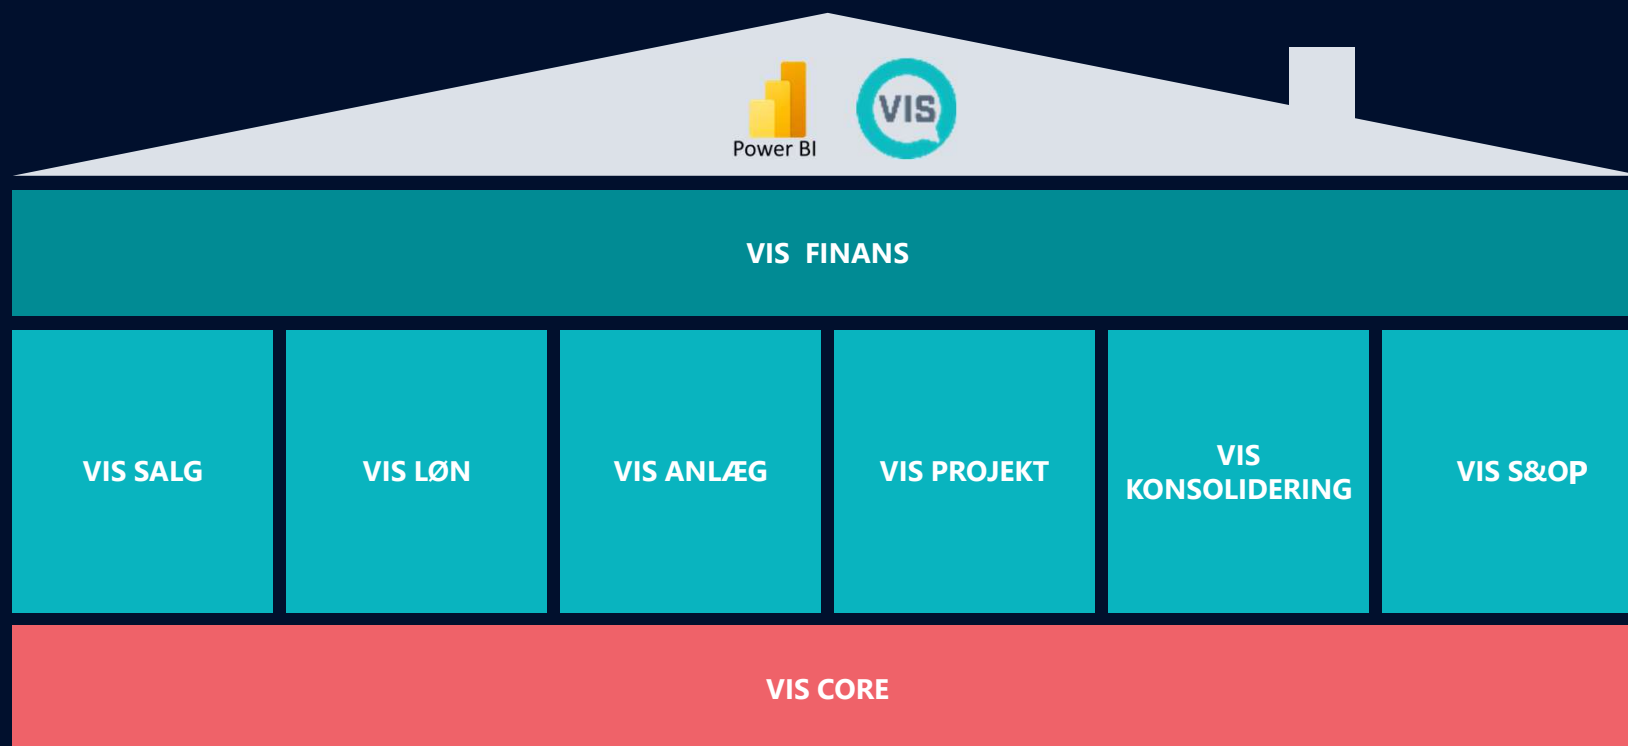 VIS
Power BI
VIS FINANS
VIS SALG
VIS LØN
VIS ANLÆG
VIS PROJEKT
VIS
KONSOLIDERING
VIS S&OP
VIS CORE